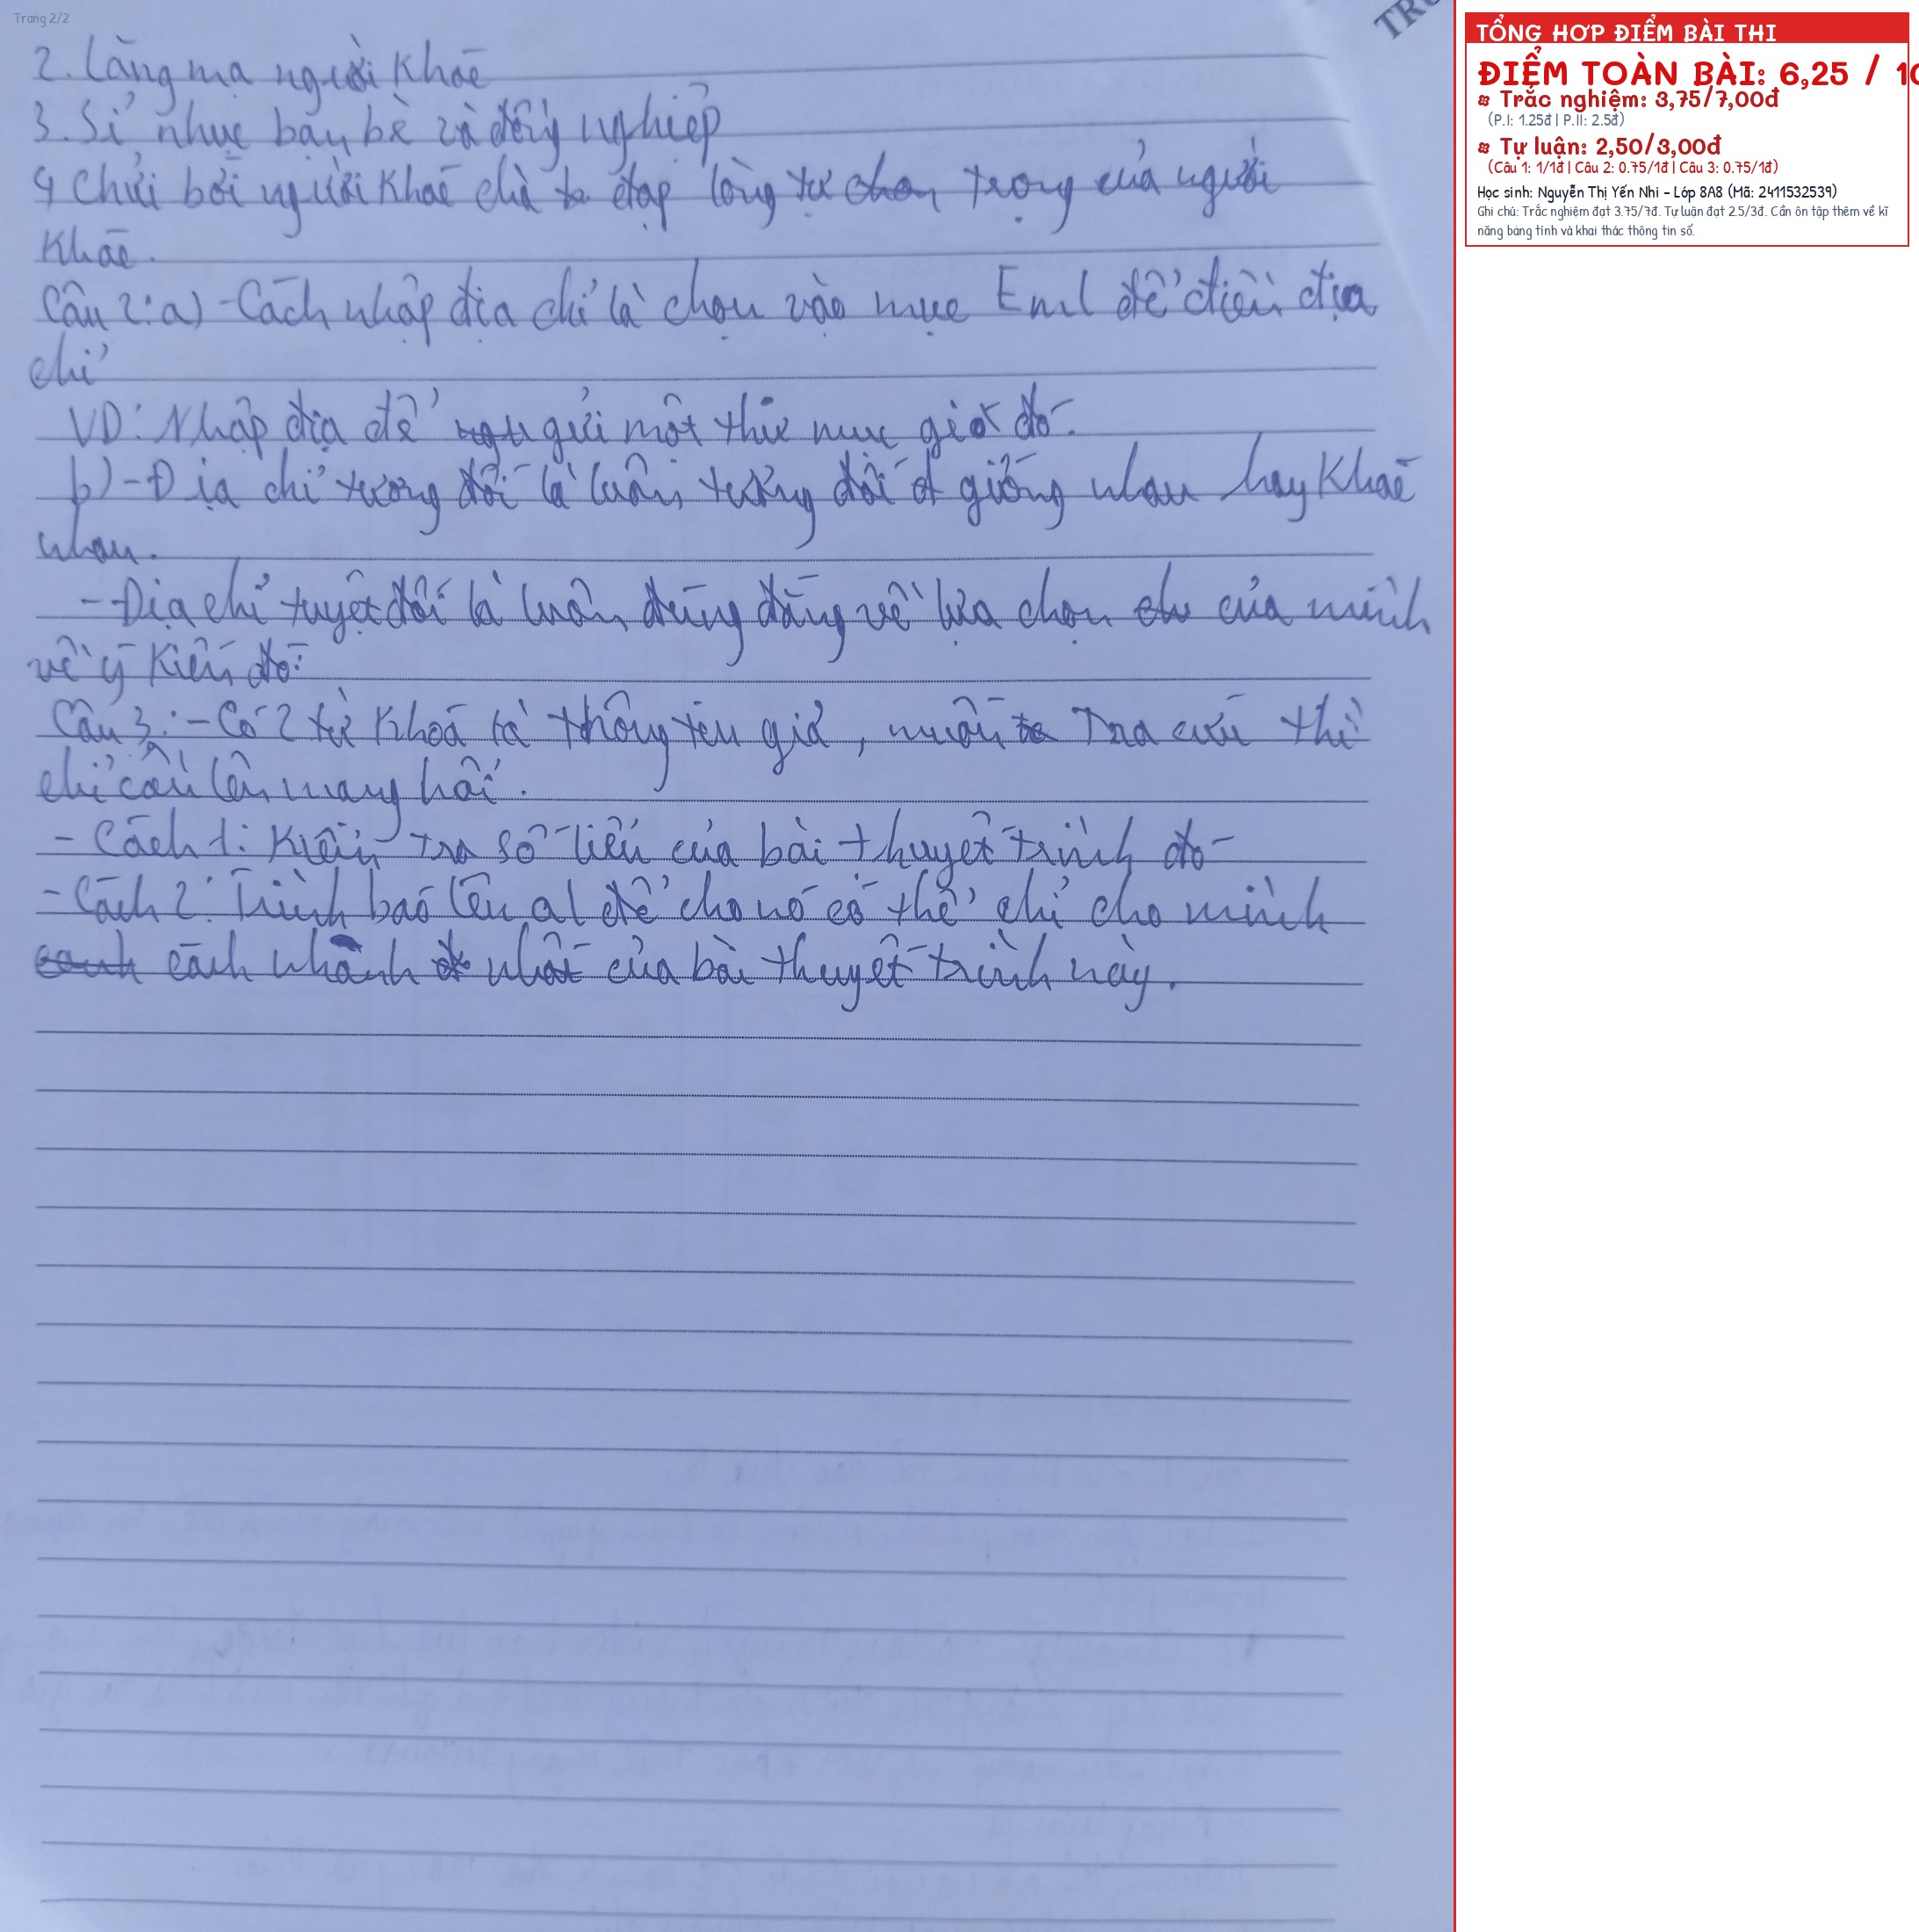 Trang 2/2
TRƯ
2. Lăng mạ người khác
3. Sỉ nhục bạn bè và đồng nghiệp
4 Chửi bới người khác chà đạp lòng tự trọng của người
khác.
Câu 2: a) - Cách nhập địa chỉ là chọn vào mục Eml để điền địa
chỉ
VD: Nhập địa để gửi một thư mục gì đó.
b) - Địa chỉ tương đối là luôn tương đối giống nhau hay khác
nhau.
- Địa chỉ tuyệt đối là luôn đúng đắng về lựa chọn của mình
về ý kiến đó.
Câu 3: - Có 2 từ khoá là thông tin giả, muốn Tra cứu thì
chỉ cần lên mạng hỏi.
- Cách 1: Kiểm tra số liệu của bài thuyết trình đó
- Cách 2: Trình báo lên aI để cho nó có thể chỉ cho mình
cách nhanh nhất của bài thuyết trình này.
TỔNG HỢP ĐIỂM BÀI THI
ĐIỂM TOÀN BÀI: 6,25 / 10
Trắc nghiệm: 3,75/7,00đ
(P.I: 1.25đ | P.II: 2.5đ)
Tự luận: 2,50/3,00đ
(Câu 1: 1/1đ | Câu 2: 0.75/1đ | Câu 3: 0.75/1đ)
Học sinh: Nguyễn Thị Yến Nhi - Lớp 8A8 (Mã: 2411532539)
Ghi chú: Trắc nghiệm đạt 3.75/7đ. Tự luận đạt 2.5/3đ. Cần ôn tập thêm về kĩ
năng bảng tính và khai thác thông tin số.